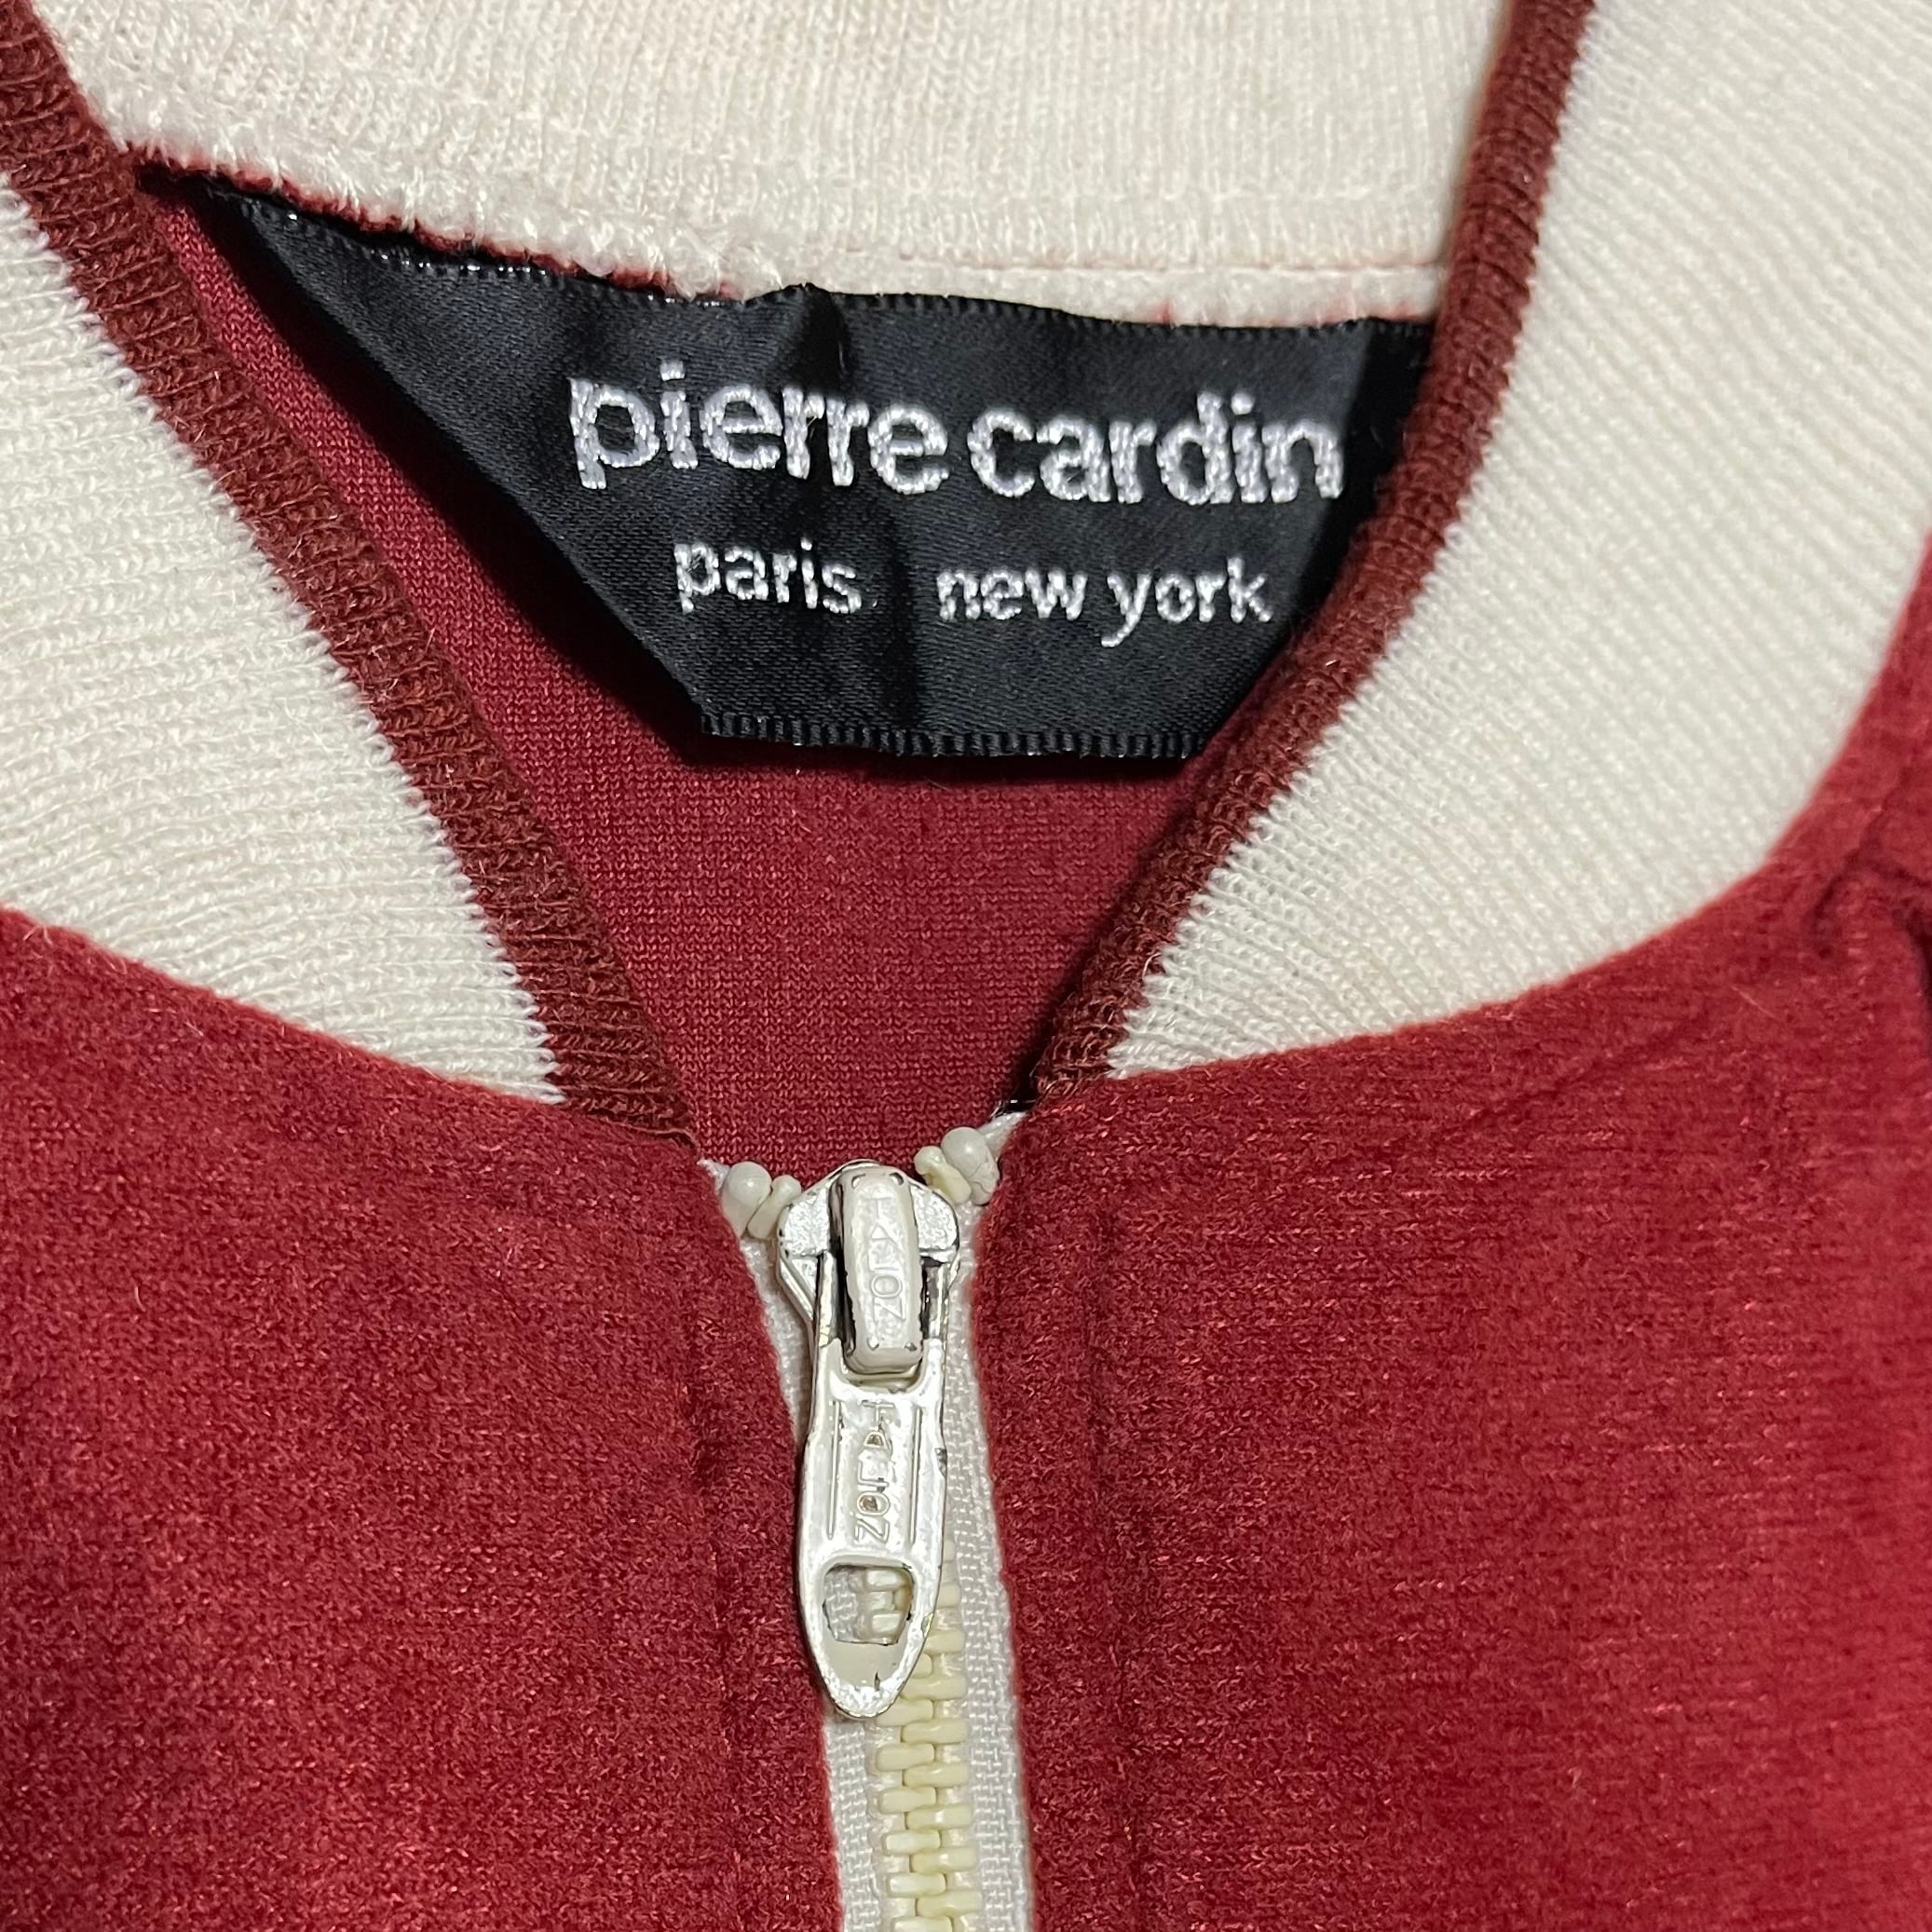 pierre cardin
paris new york
TALON
TALON